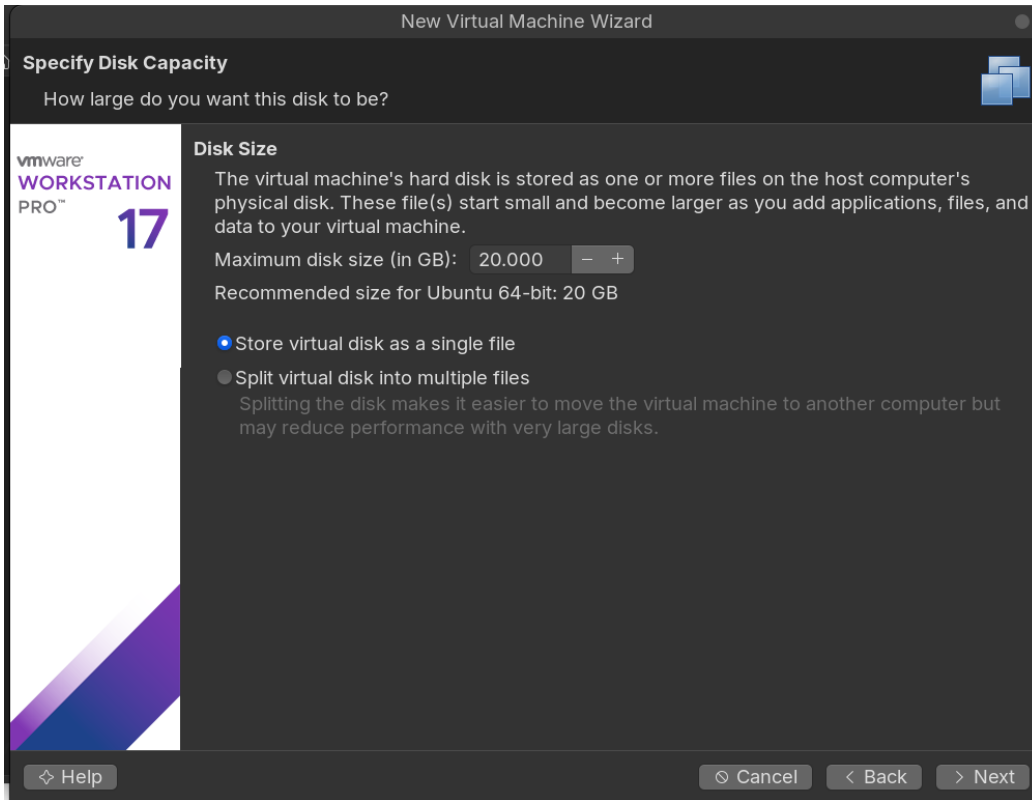 New Virtual Machine Wizard
Specify Disk Capacity
How large do you want this disk to be?
vmware
WORKSTATION
PRO™
17
Disk Size
The virtual machine's hard disk is stored as one or more files on the host computer's
physical disk. These file(s) start small and become larger as you add applications, files, and
data to your virtual machine.
Maximum disk size (in GB): 20.000 − +
Recommended size for Ubuntu 64-bit: 20 GB
Store virtual disk as a single file
Split virtual disk into multiple files
Splitting the disk makes it easier to move the virtual machine to another computer but
may reduce performance with very large disks.
Help Cancel Back Next